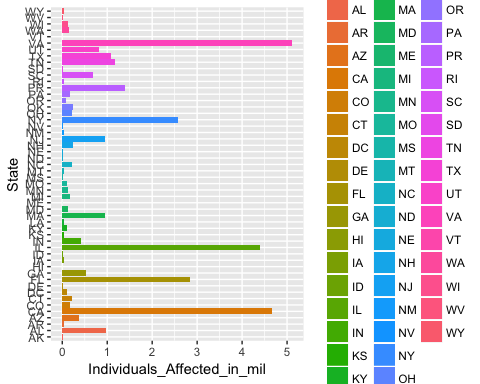 State
WY
WV
WI
WA
VT
VA
UT
TX
TN
SD
SC
RI
PR
PA
OR
OK
OH
NY
NV
NM
NJ
NH
NE
ND
NC
MT
MS
MO
MN
MI
ME
MD
MA
LA
KY
KS
IN
IL
ID
IA
HI
GA
FL
DE
DC
CT
CO
CA
AZ
AR
AL
AK
0 1 2 3 4 5
Individuals_Affected_in_mil
AL MA OR
AR MD PA
AZ ME PR
CA MI RI
CO MN SC
CT MO SD
DC MS TN
DE MT TX
FL NC UT
GA ND VA
HI NE VT
IA NH WA
ID NJ WI
IL NM WV
IN NV WY
KS NY
KY OH